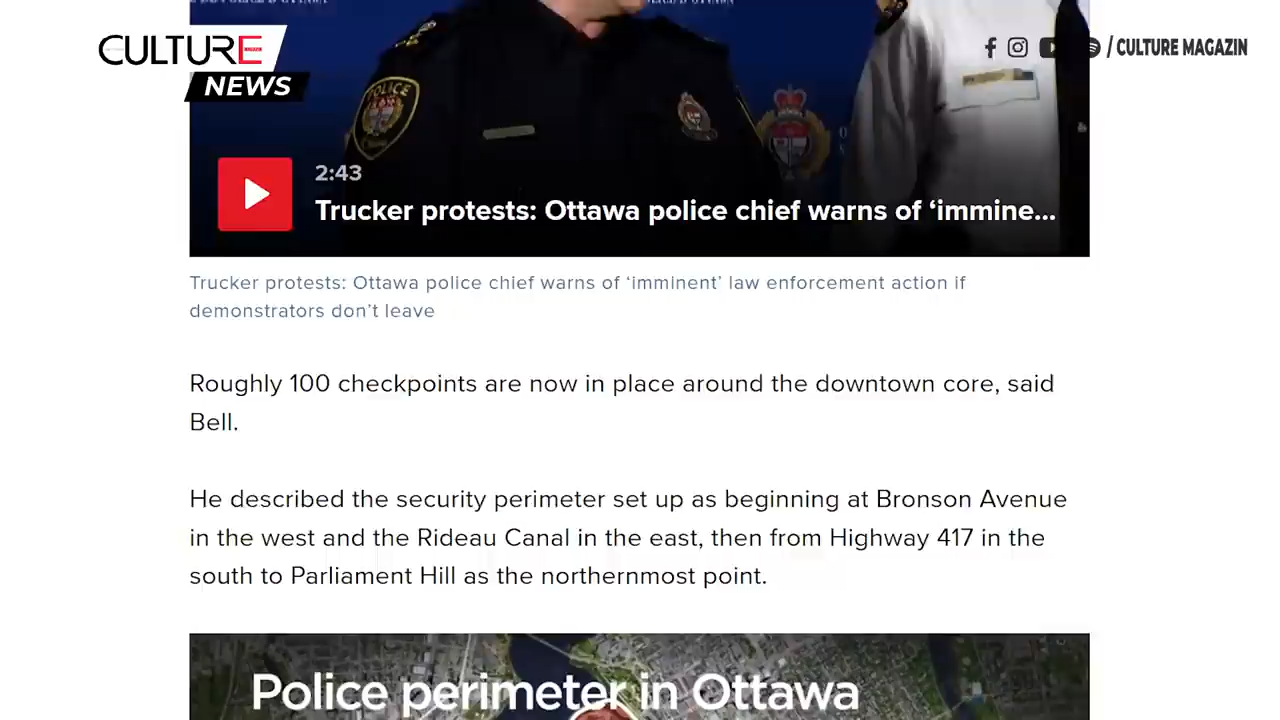 CULTURE
NEWS
/ CULTURE MAGAZIN
POLICE
2:43
Trucker protests: Ottawa police chief warns of ‘immine...
Trucker protests: Ottawa police chief warns of ‘imminent’ law enforcement action if
demonstrators don’t leave
Roughly 100 checkpoints are now in place around the downtown core, said
Bell.
He described the security perimeter set up as beginning at Bronson Avenue
in the west and the Rideau Canal in the east, then from Highway 417 in the
south to Parliament Hill as the northernmost point.
Police perimeter in Ottawa